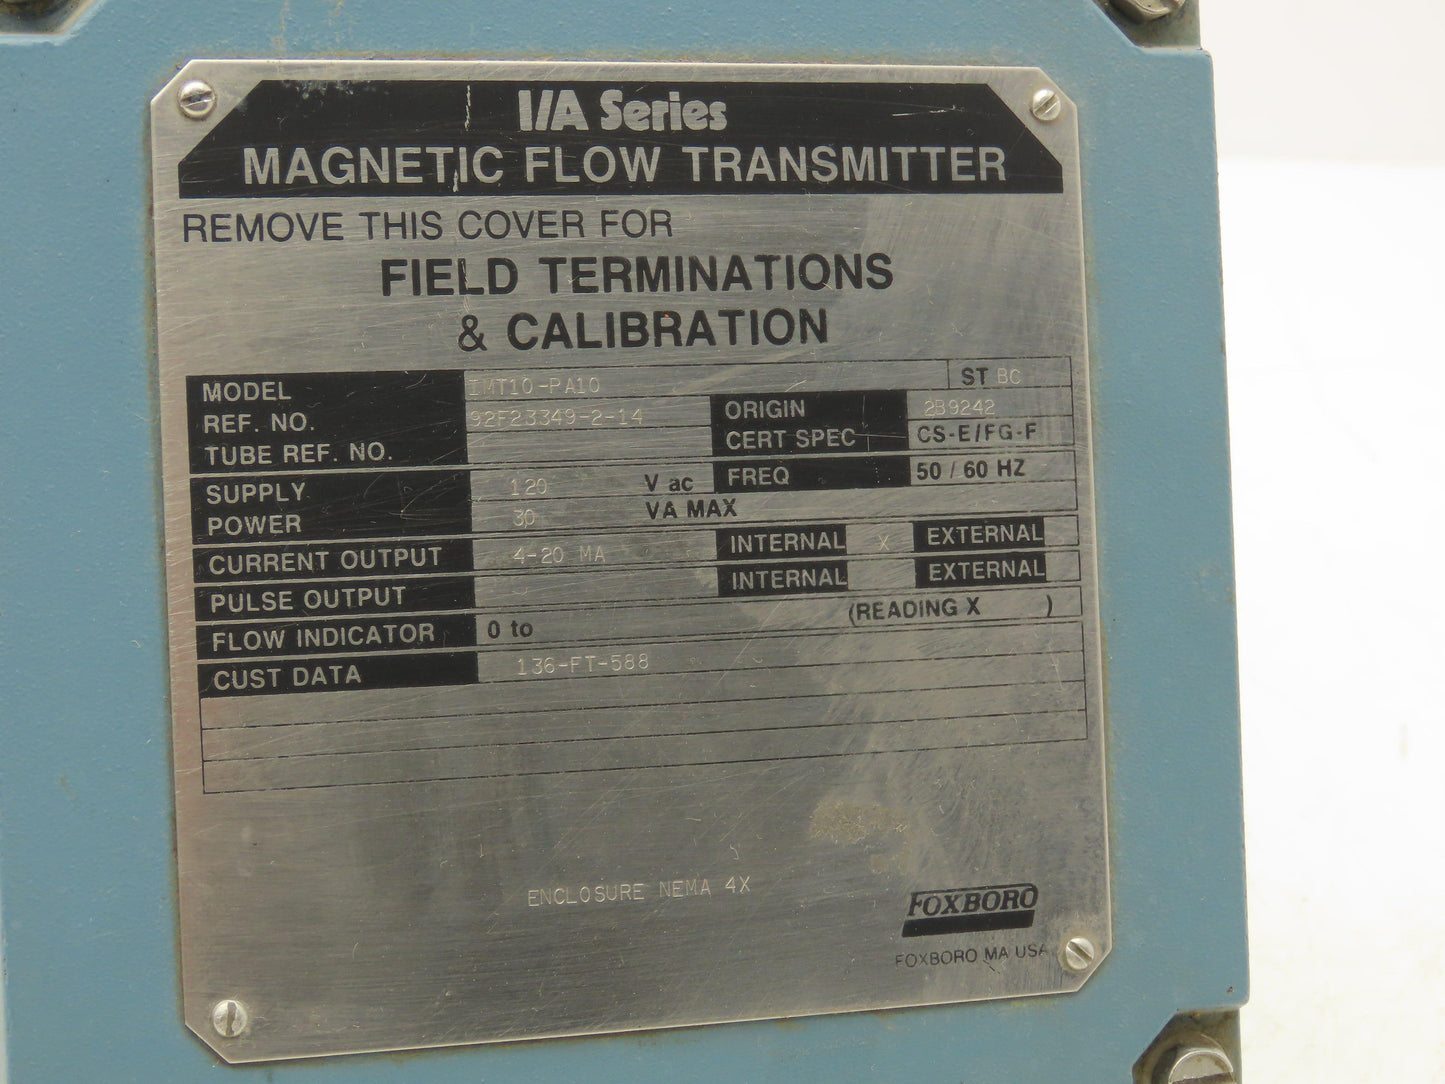 I/A Series
MAGNETIC FLOW TRANSMITTER
REMOVE THIS COVER FOR
FIELD TERMINATIONS
& CALIBRATION
MODEL IMT10-PA10 ST BC
REF. NO. 92F23349-2-14 ORIGIN 2B9242
TUBE REF. NO. CERT SPEC CS-E/FG-F
SUPPLY 120 V ac FREQ 50 / 60 HZ
POWER 30 VA MAX
CURRENT OUTPUT 4-20 MA INTERNAL X EXTERNAL
PULSE OUTPUT INTERNAL EXTERNAL
FLOW INDICATOR 0 to (READING X )
CUST DATA 136-FT-588
ENCLOSURE NEMA 4X
FOXBORO
FOXBORO MA USA